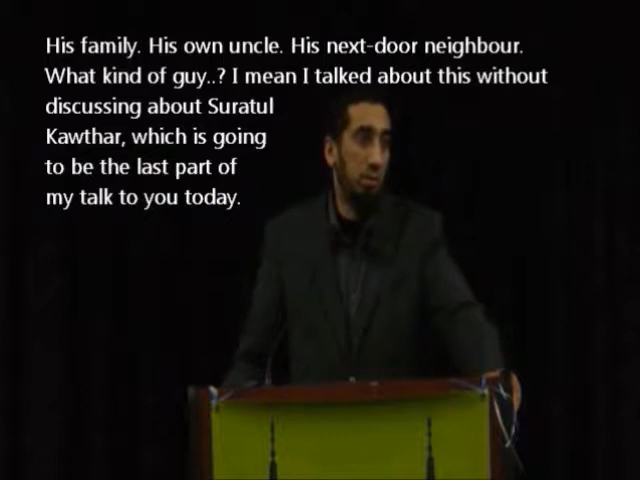 His family. His own uncle. His next-door neighbour.
What kind of guy..? I mean I talked about this without
discussing about Suratul
Kawthar, which is going
to be the last part of
my talk to you today.